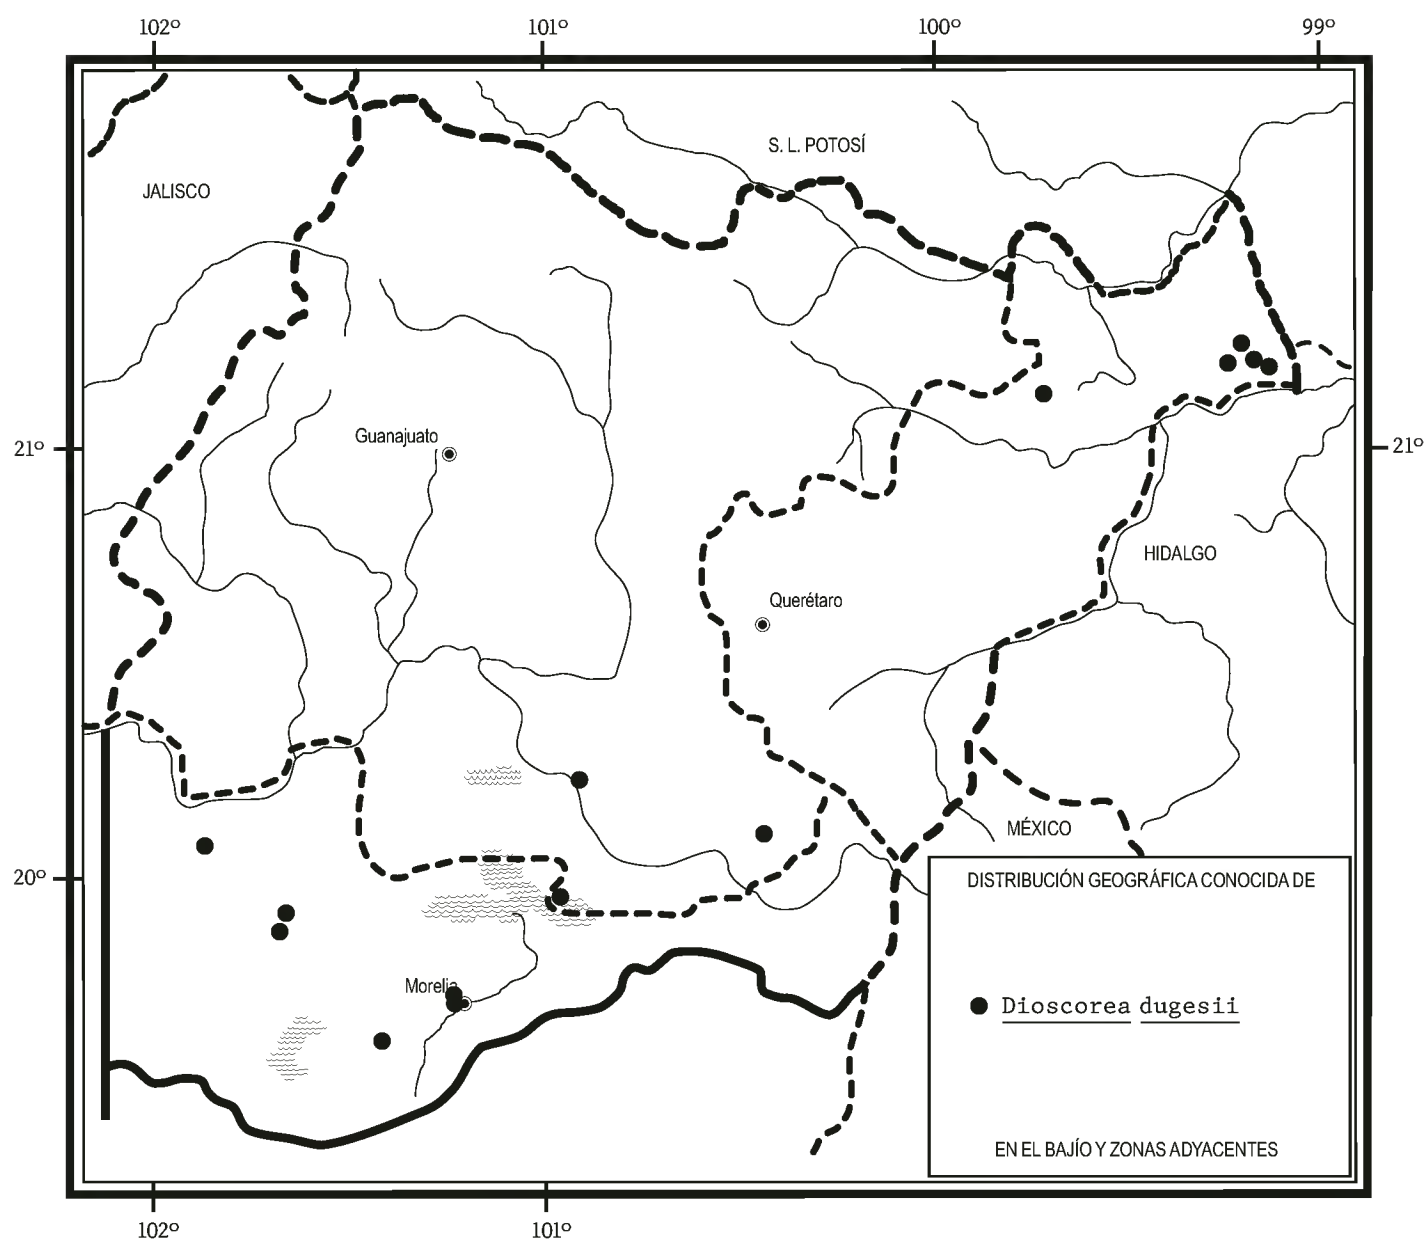 102º 101º 100º 99º
S. L. POTOSÍ
JALISCO
Guanajuato
21º 21º
HIDALGO
Querétaro
MÉXICO
20º
DISTRIBUCIÓN GEOGRÁFICA CONOCIDA DE
Morelia
Dioscorea dugesii
EN EL BAJÍO Y ZONAS ADYACENTES
102º 101º